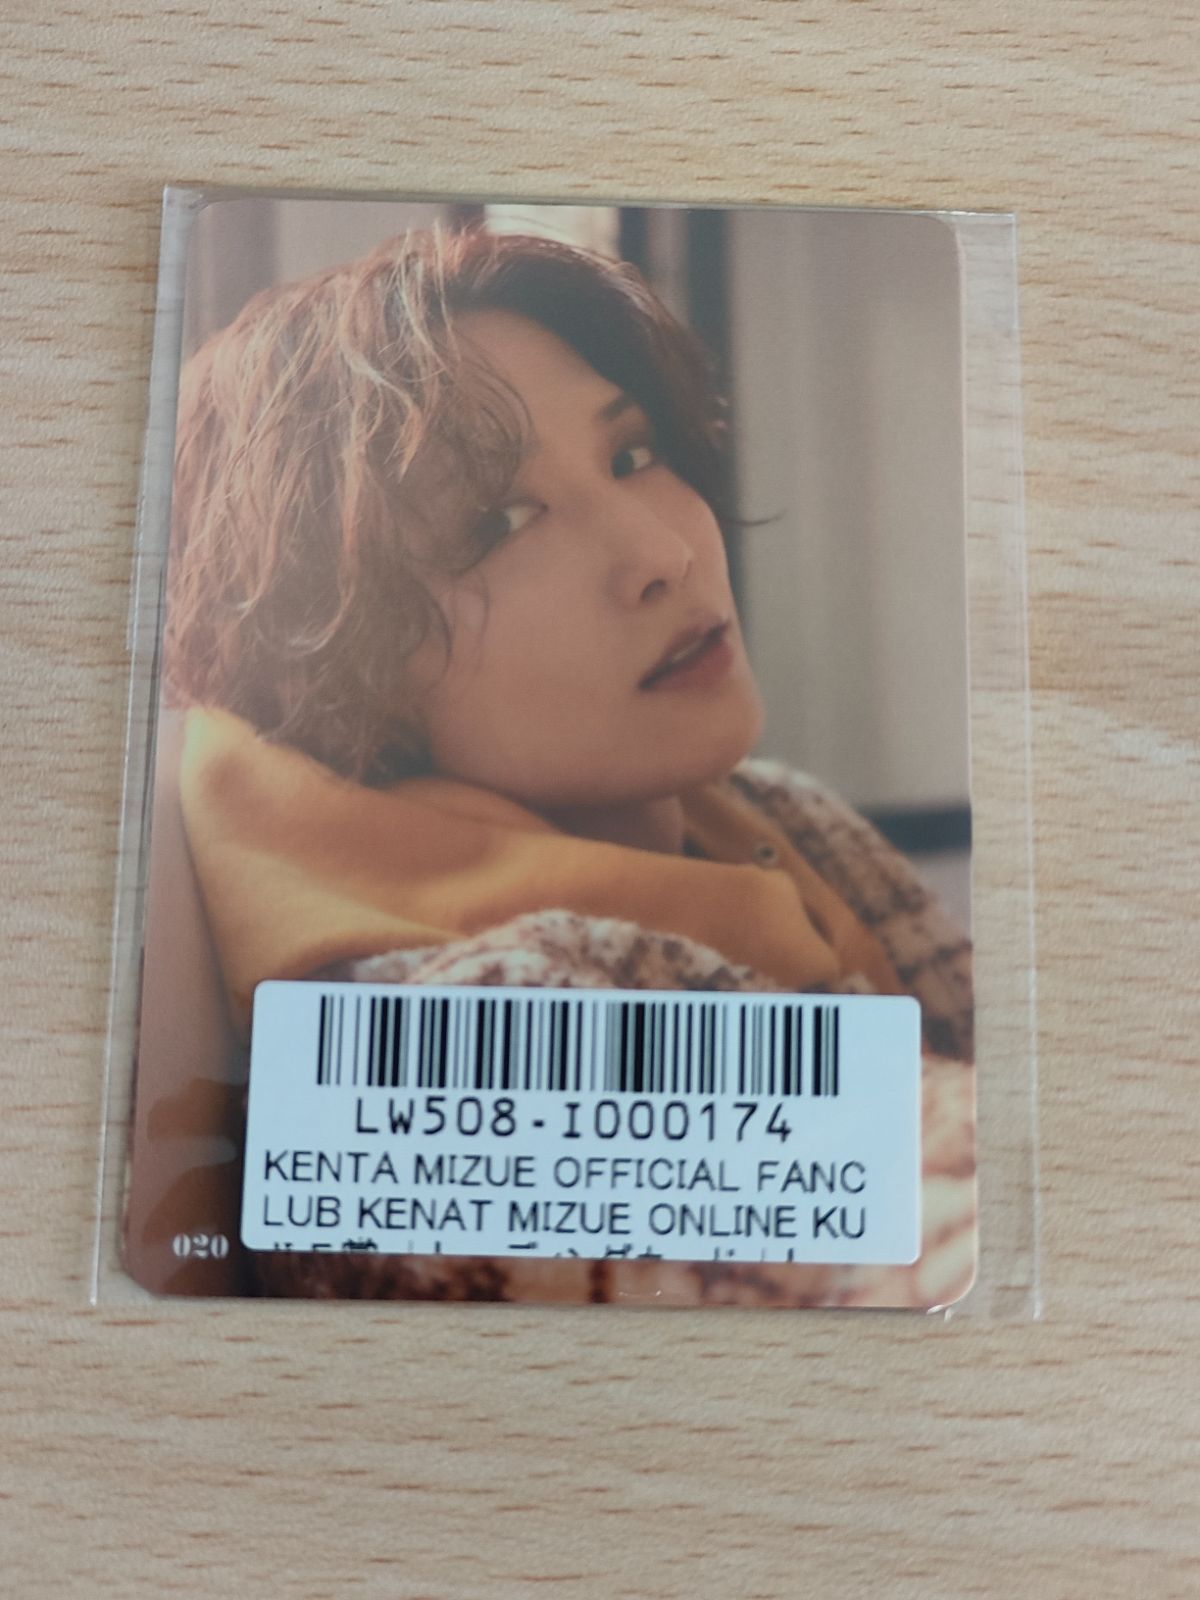 LW508-I000174
KENTA MIZUE OFFICIAL FANC
LUB KENAT MIZUE ONLINE KU
020